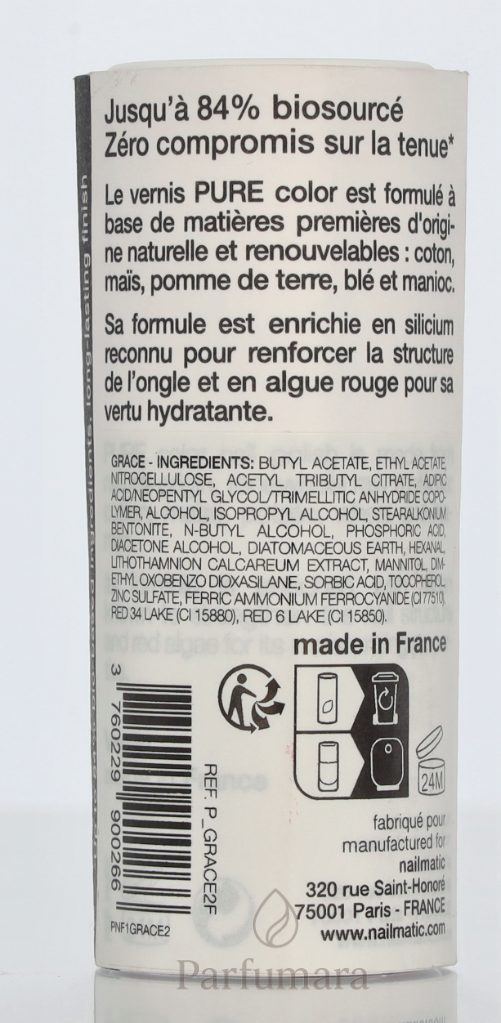 Jusqu'à 84% biosourcé
Zéro compromis sur la tenue*
Le vernis PURE color est formulé à
base de matières premières d'origi-
ne naturelle et renouvelables : coton,
maïs, pomme de terre, blé et manioc.
Sa formule est enrichie en silicium
reconnu pour renforcer la structure
de l'ongle et en algue rouge pour sa
vertu hydratante.
GRACE - INGREDIENTS: BUTYL ACETATE, ETHYL ACETATE,
NITROCELLULOSE, ACETYL TRIBUTYL CITRATE, ADIPIC
ACID/NEOPENTYL GLYCOL/TRIMELLITIC ANHYDRIDE COPO-
LYMER, ALCOHOL, ISOPROPYL ALCOHOL, STEARALKONIUM
BENTONITE, N-BUTYL ALCOHOL, PHOSPHORIC ACID,
DIACETONE ALCOHOL, DIATOMACEOUS EARTH, HEXANAL,
LITHOTHAMNION CALCAREUM EXTRACT, MANNITOL, DIM-
ETHYL OXOBENZO DIOXASILANE, SORBIC ACID, TOCOPHEROL,
ZINC SULFATE, FERRIC AMMONIUM FERROCYANIDE (CI 77510),
RED 34 LAKE (CI 15880), RED 6 LAKE (CI 15850).
made in France
24M
3 760229 900266
REF. P_GRACE2F
PNF1GRACE2
fabriqué pour
manufactured for
nailmatic
320 rue Saint-Honoré
75001 Paris - FRANCE
www.nailmatic.com
ingredients, long-lasting finish
Parfumara